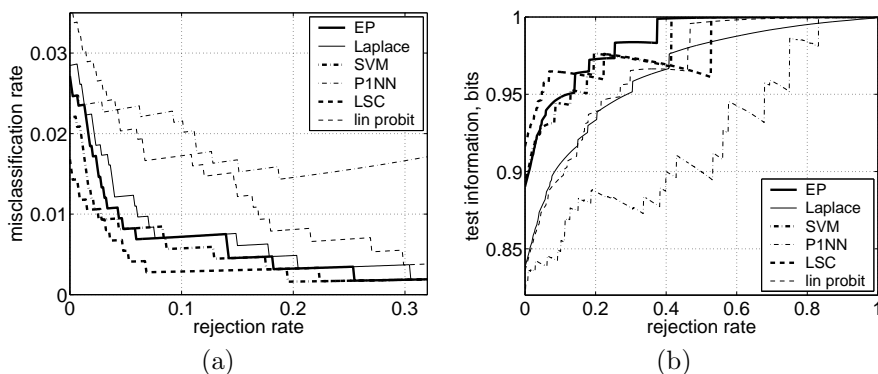 0.03
0.02
0.01
0
misclassification rate
EP
Laplace
SVM
P1NN
LSC
lin probit
0
0.1
0.2
0.3
rejection rate
(a)
1
0.95
0.9
0.85
test information, bits
EP
Laplace
SVM
P1NN
LSC
lin probit
0
0.2
0.4
0.6
0.8
1
rejection rate
(b)